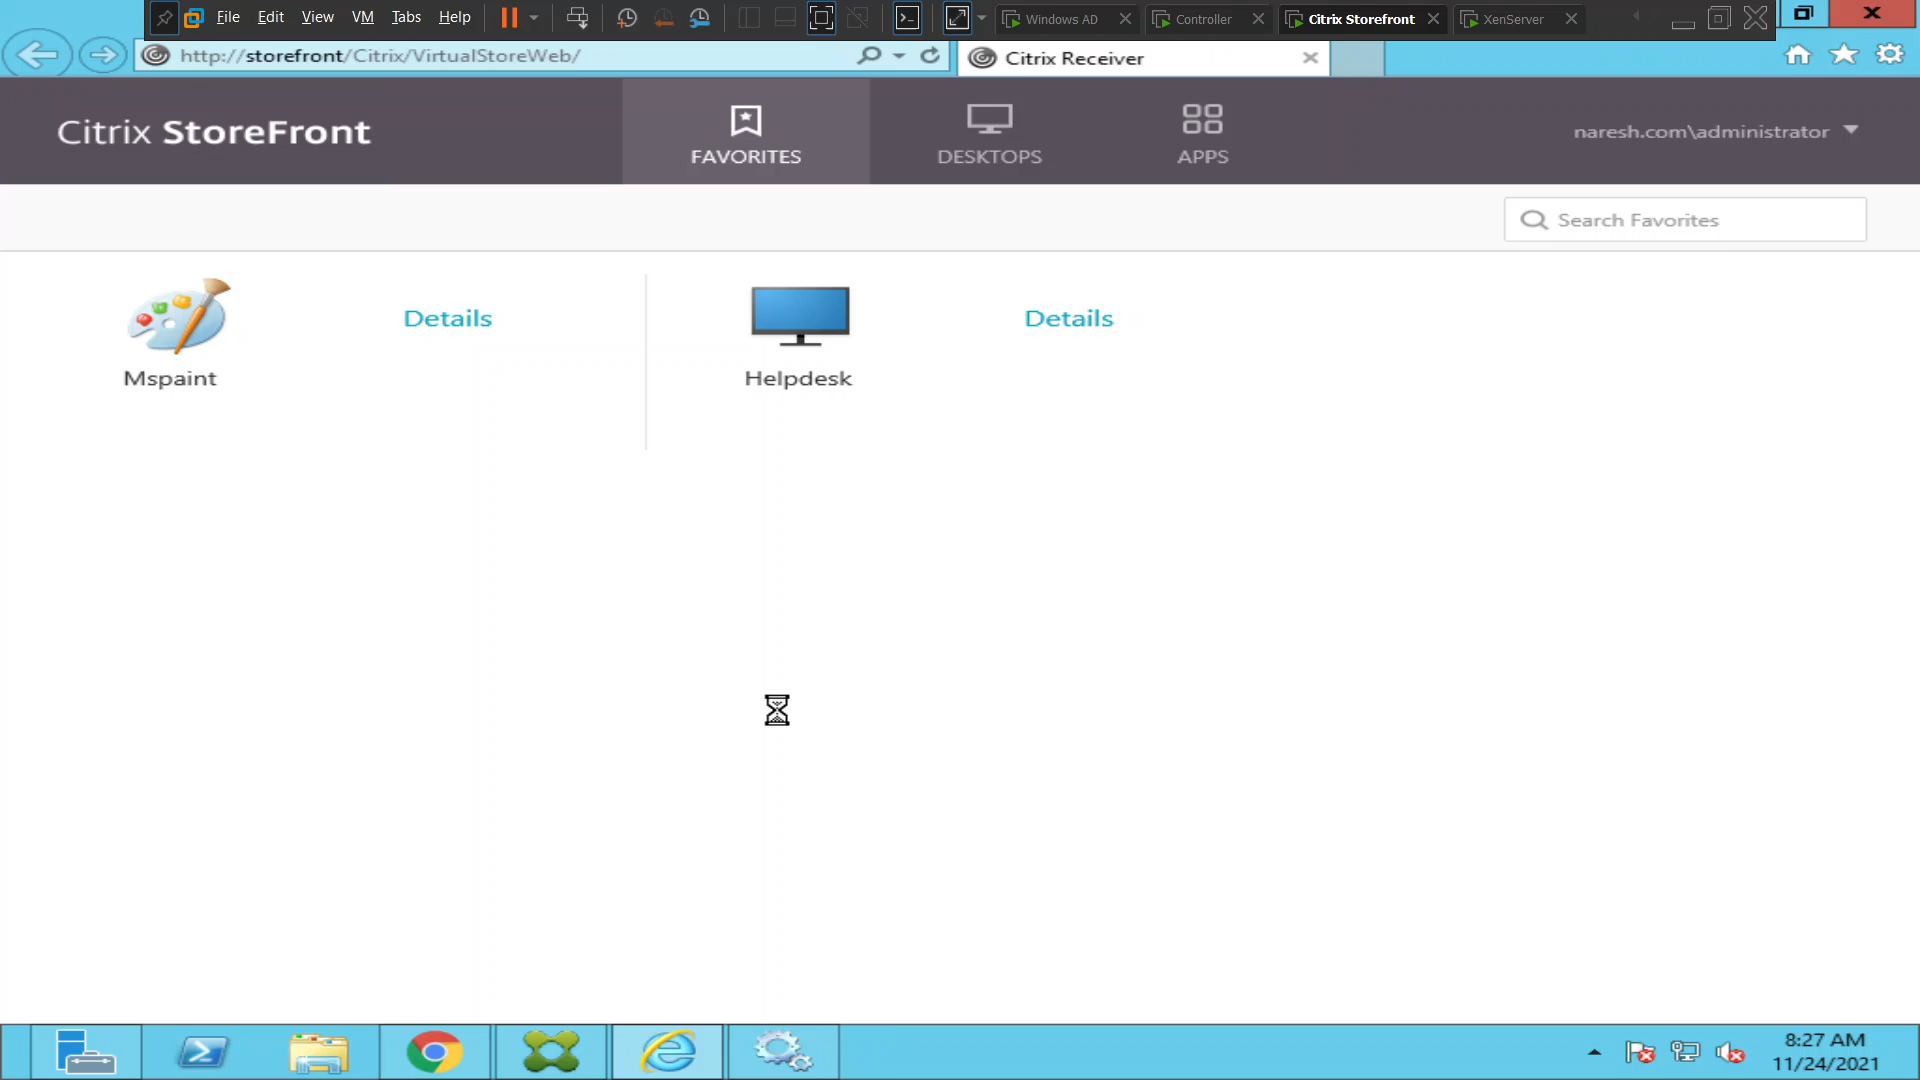 File Edit View VM Tabs Help
Windows AD
Controller
Citrix Storefront
XenServer
http://storefront/Citrix/VirtualStoreWeb/
Citrix Receiver
Citrix StoreFront
FAVORITES
DESKTOPS
APPS
naresh.com\administrator
Search Favorites
Details
Details
Mspaint
Helpdesk
8:27 AM
11/24/2021